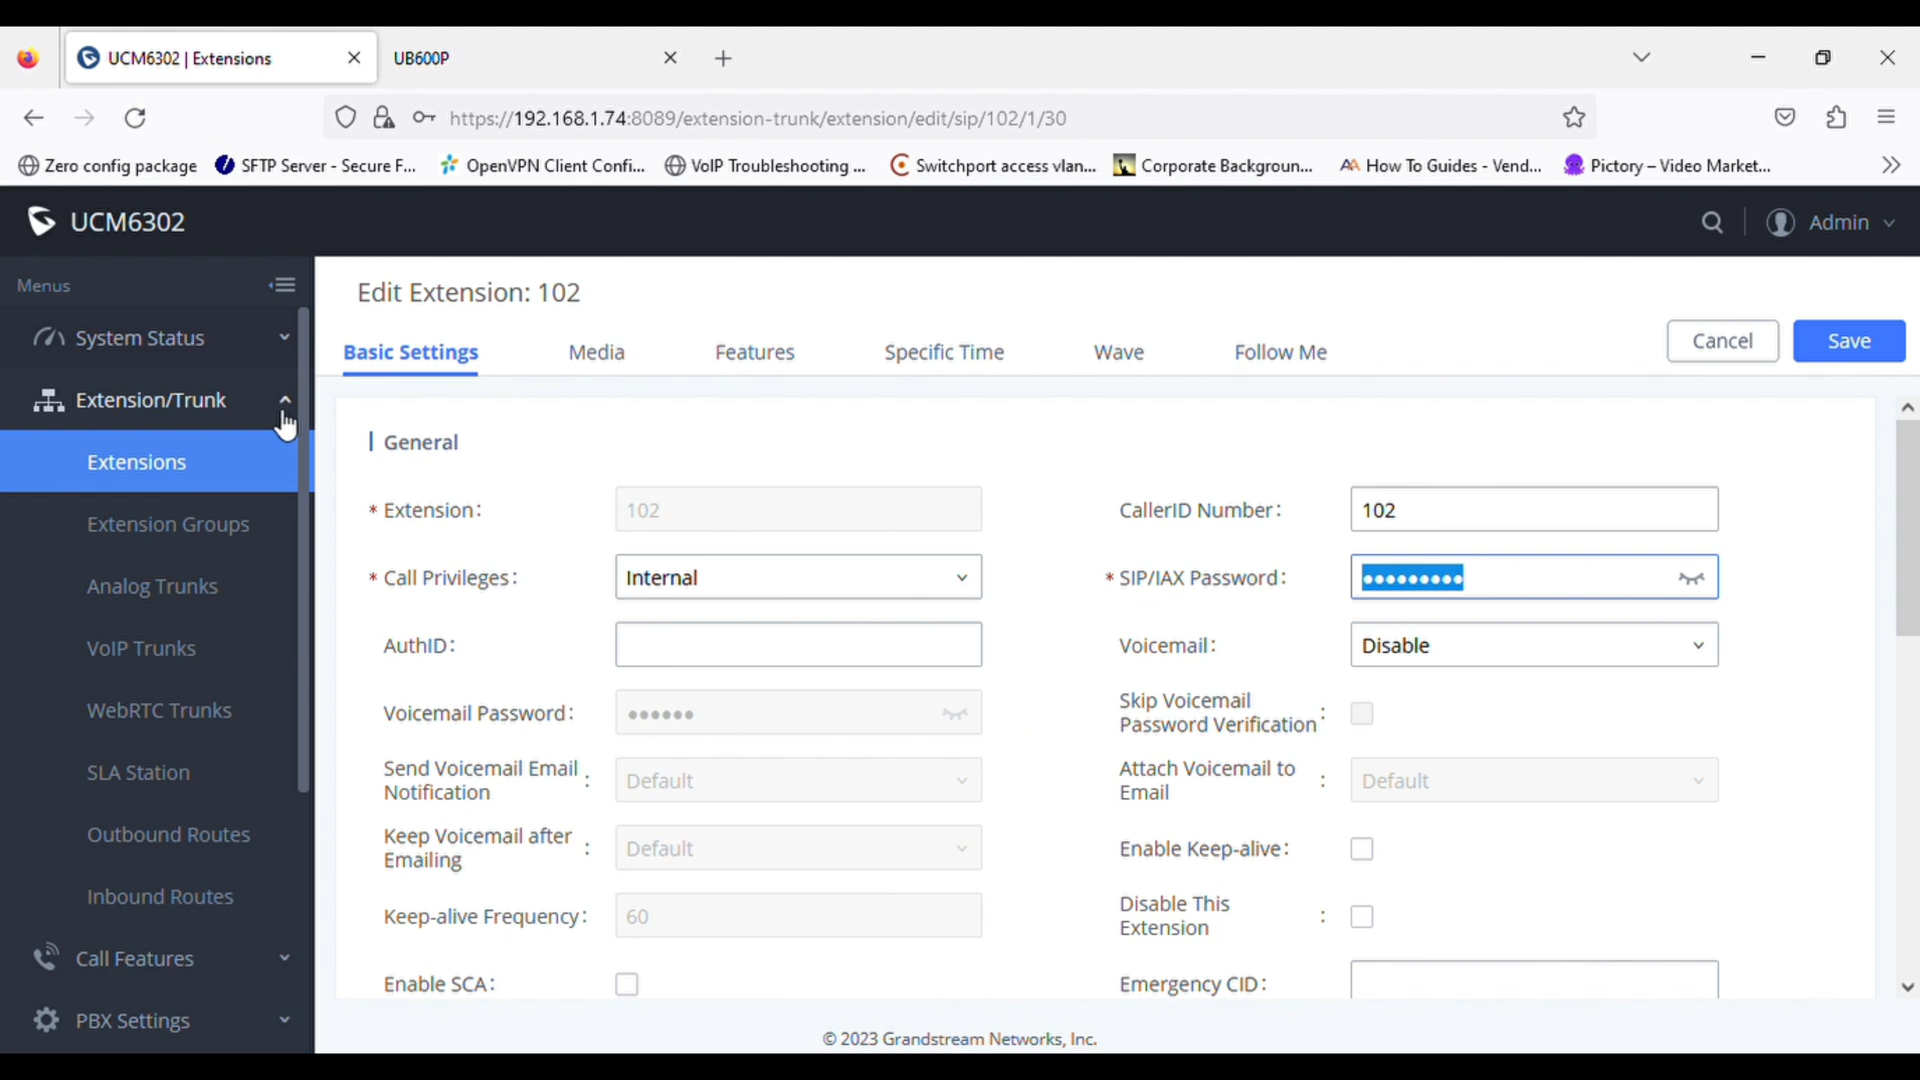 UCM6302 | Extensions
UB600P
https://192.168.1.74:8089/extension-trunk/extension/edit/sip/102/1/30
Zero config package
SFTP Server - Secure F...
OpenVPN Client Confi...
VoIP Troubleshooting ...
Switchport access vlan...
Corporate Backgroun...
How To Guides - Vend...
Pictory – Video Market...
UCM6302
Admin
Menus
System Status
Extension/Trunk
Extensions
Extension Groups
Analog Trunks
VoIP Trunks
WebRTC Trunks
SLA Station
Outbound Routes
Inbound Routes
Call Features
PBX Settings
Edit Extension: 102
Basic Settings
Media
Features
Specific Time
Wave
Follow Me
Cancel
Save
General
* Extension: 102
CallerID Number: 102
* Call Privileges: Internal
* SIP/IAX Password: •••••••••
AuthID:
Voicemail: Disable
Voicemail Password: ••••••
Skip Voicemail
Password Verification :
Send Voicemail Email
Notification : Default
Attach Voicemail to
Email : Default
Keep Voicemail after
Emailing : Default
Enable Keep-alive:
Keep-alive Frequency: 60
Disable This
Extension :
Enable SCA:
Emergency CID:
© 2023 Grandstream Networks, Inc.